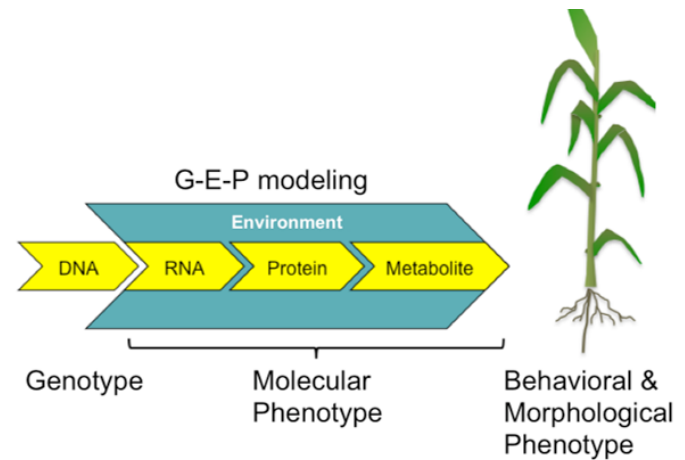 G-E-P modeling
Environment
DNA RNA Protein Metabolite
Genotype Molecular Phenotype Behavioral & Morphological Phenotype